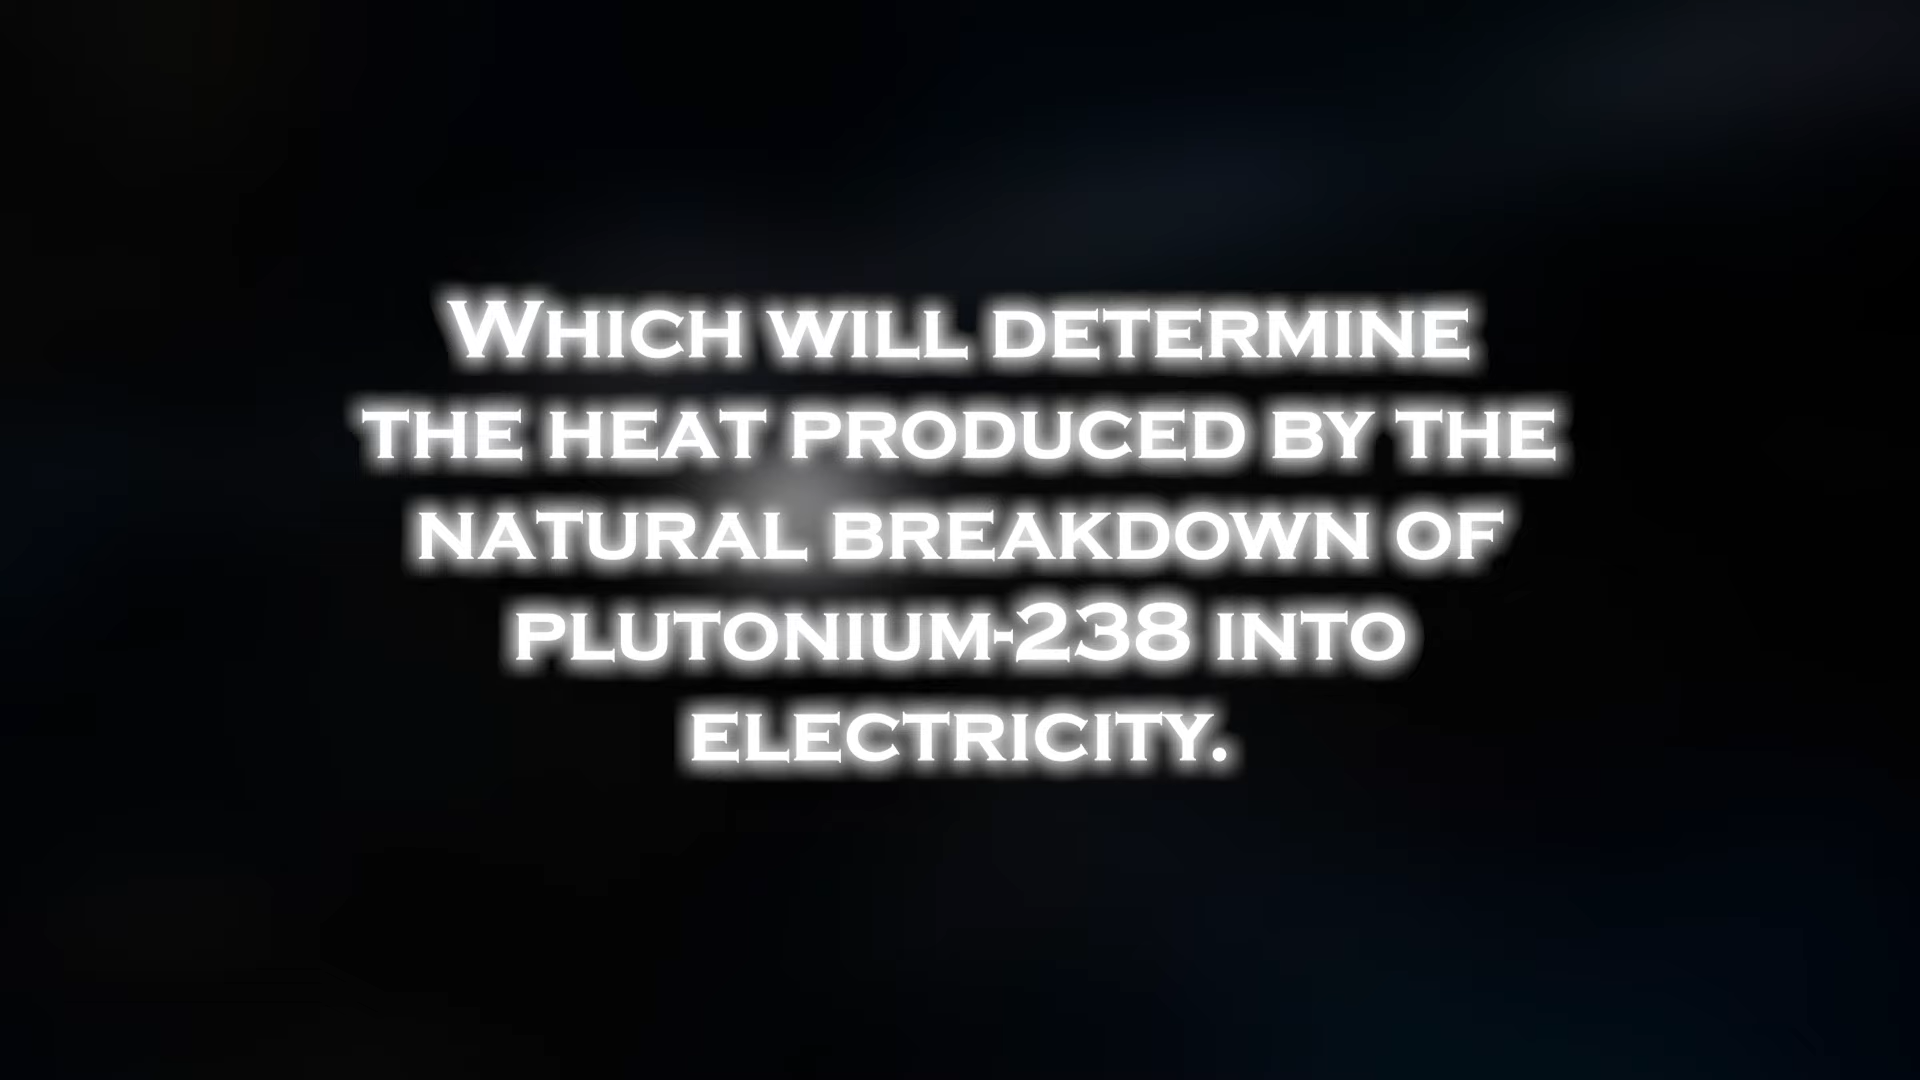 Which will determine
the heat produced by the
natural breakdown of
plutonium-238 into
electricity.